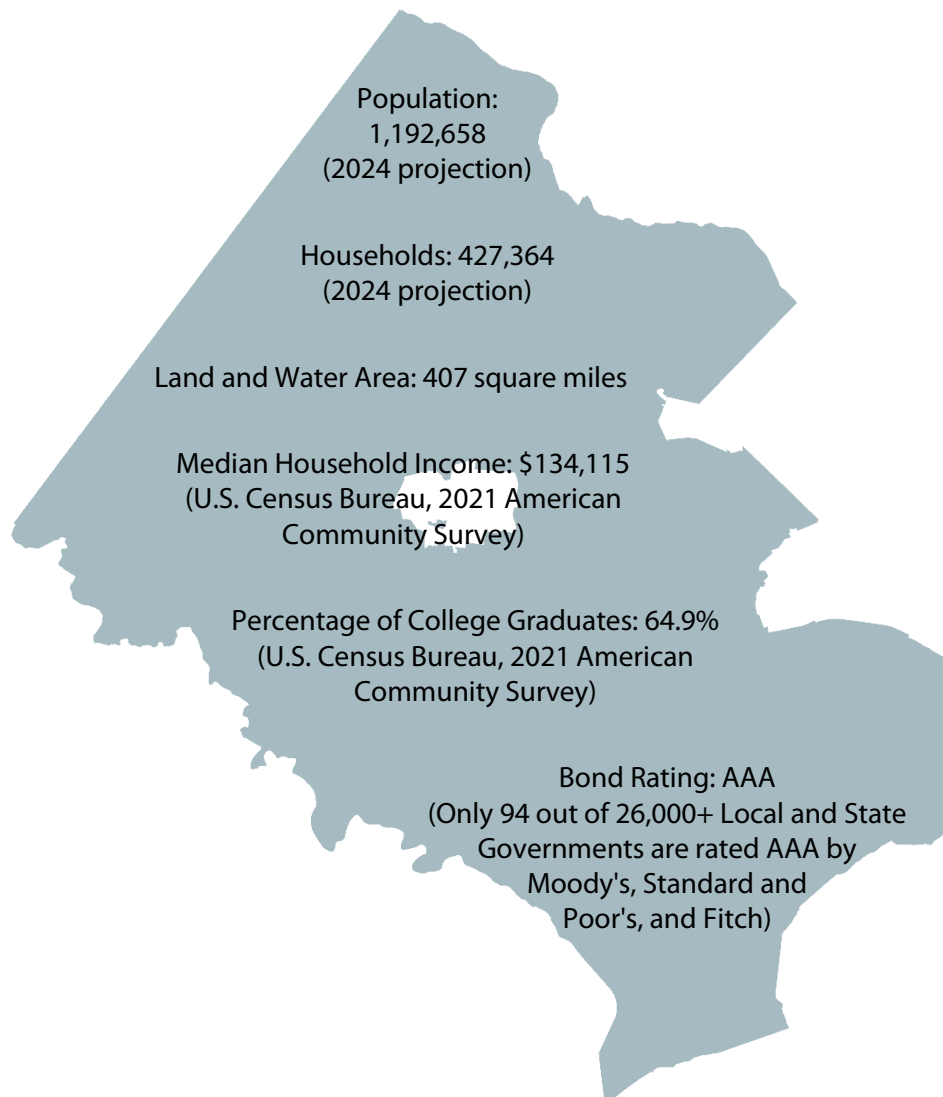 Population:
1,192,658
(2024 projection)
Households: 427,364
(2024 projection)
Land and Water Area: 407 square miles
Median Household Income: $134,115
(U.S. Census Bureau, 2021 American
Community Survey)
Percentage of College Graduates: 64.9%
(U.S. Census Bureau, 2021 American
Community Survey)
Bond Rating: AAA
(Only 94 out of 26,000+ Local and State
Governments are rated AAA by
Moody's, Standard and
Poor's, and Fitch)